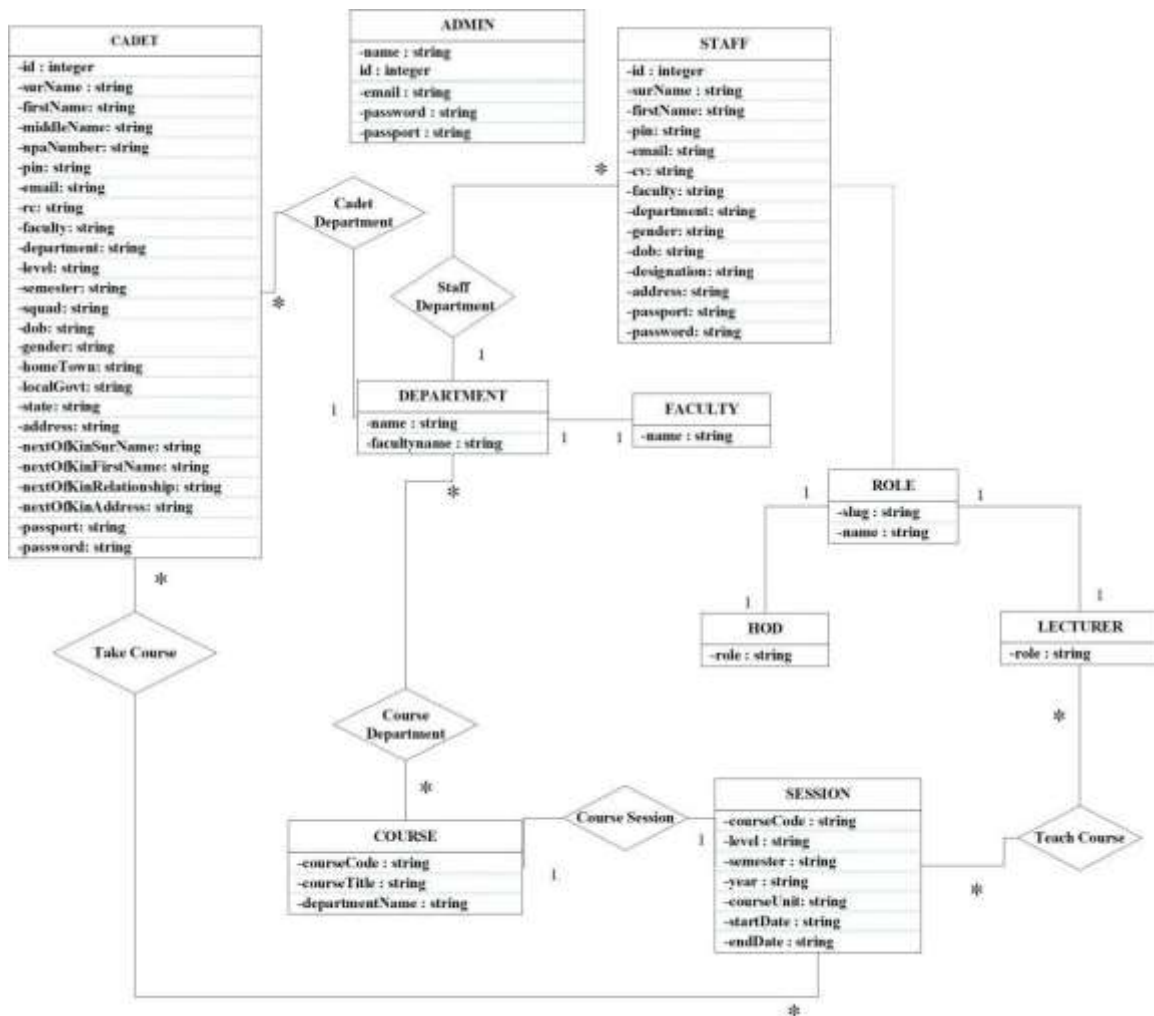 CADET
-id : integer
-surName : string
-firstName: string
-middleName: string
-npaNumber: string
-pin: string
-email: string
-rc: string
-faculty: string
-department: string
-level: string
-semester: string
-squad: string
-dob: string
-gender: string
-homeTown: string
-localGovt: string
-state: string
-address: string
-nextOfKinSurName: string
-nextOfKinFirstName: string
-nextOfKinRelationship: string
-nextOfKinAddress: string
-passport: string
-password: string
ADMIN
-name : string
id : integer
-email : string
-password : string
-passport : string
STAFF
-id : integer
-surName : string
-firstName: string
-pin: string
-email: string
-cv: string
-faculty: string
-department: string
-gender: string
-dob: string
-designation: string
-address: string
-passport: string
-password: string
*
Cadet
Department
*
1
Staff
Department
1
DEPARTMENT
-name : string
-facultyname : string
1
1
FACULTY
-name : string
*
ROLE
-slug : string
-name : string
1
1
1
1
HOD
-role : string
LECTURER
-role : string
*
Take Course
*
Course
Department
*
COURSE
-courseCode : string
-courseTitle : string
-departmentName : string
1
Course Session
1
SESSION
-courseCode : string
-level : string
-semester : string
-year : string
-courseUnit: string
-startDate : string
-endDate : string
Teach Course
*
*